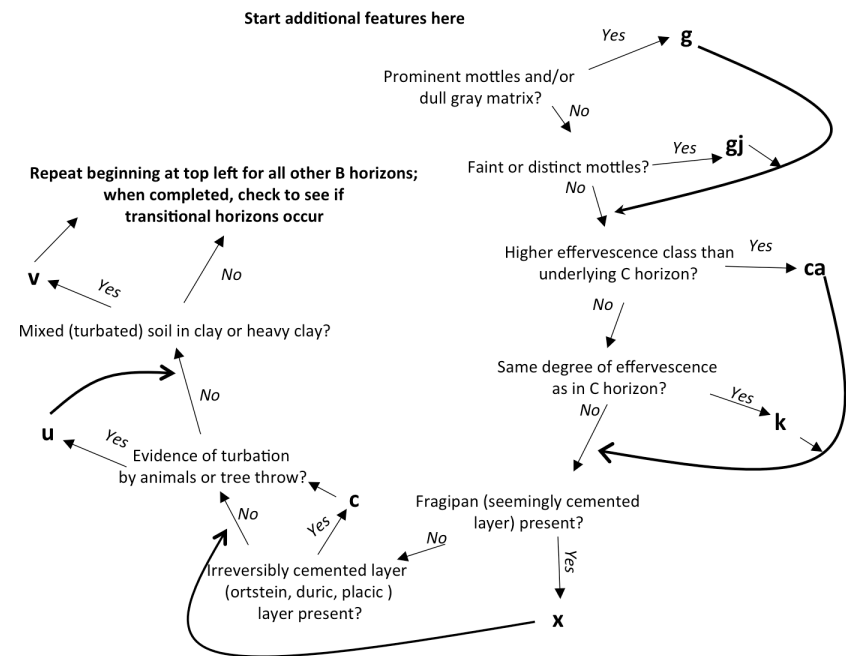 Start additional features here
Yes
g
Prominent mottles and/or
dull gray matrix?
No
Yes
gj
Faint or distinct mottles?
No
Repeat beginning at top left for all other B horizons;
when completed, check to see if
transitional horizons occur
Higher effervescence class than
underlying C horizon?
Yes
ca
No
v
Yes
No
Mixed (turbated) soil in clay or heavy clay?
Same degree of effervescence
as in C horizon?
Yes
k
No
No
u
Yes
Evidence of turbation
by animals or tree throw?
c
Fragipan (seemingly cemented
layer) present?
No
Yes
No
Yes
Irreversibly cemented layer
(ortstein, duric, placic )
layer present?
x